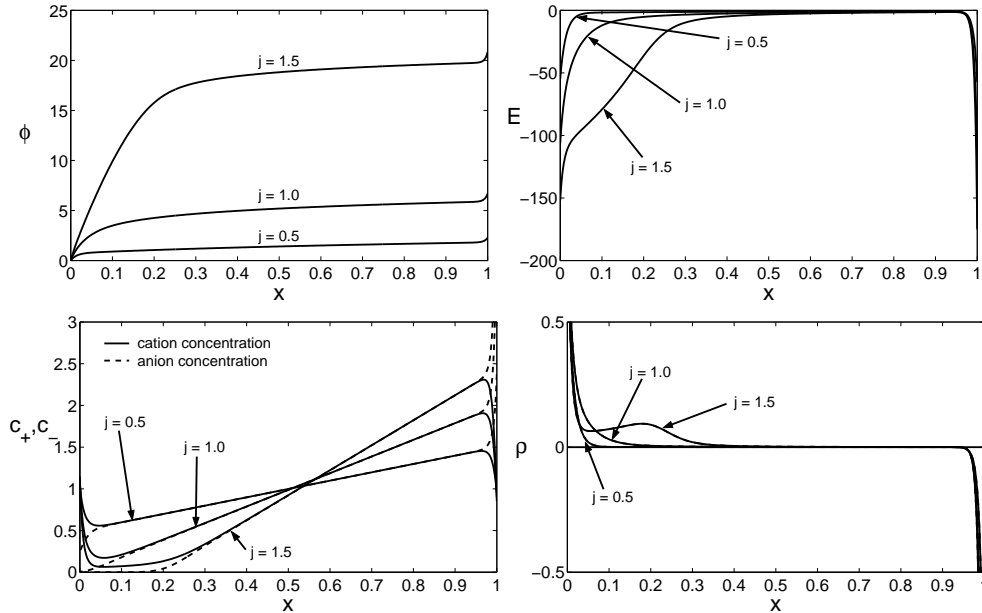 25
20
15
10
5
0
ϕ
j = 1.5
j = 1.0
j = 0.5
0 0.1 0.2 0.3 0.4 0.5 0.6 0.7 0.8 0.9 1
x
0
−50
−100
−150
−200
E
j = 0.5
j = 1.0
j = 1.5
0 0.1 0.2 0.3 0.4 0.5 0.6 0.7 0.8 0.9 1
x
3
2.5
2
1.5
1
0.5
0
c+,c−
cation concentration
anion concentration
j = 0.5
j = 1.0
j = 1.5
0 0.1 0.2 0.3 0.4 0.5 0.6 0.7 0.8 0.9 1
x
0.5
0
−0.5
ρ
j = 1.0
j = 1.5
j = 0.5
0 0.1 0.2 0.3 0.4 0.5 0.6 0.7 0.8 0.9 1
x